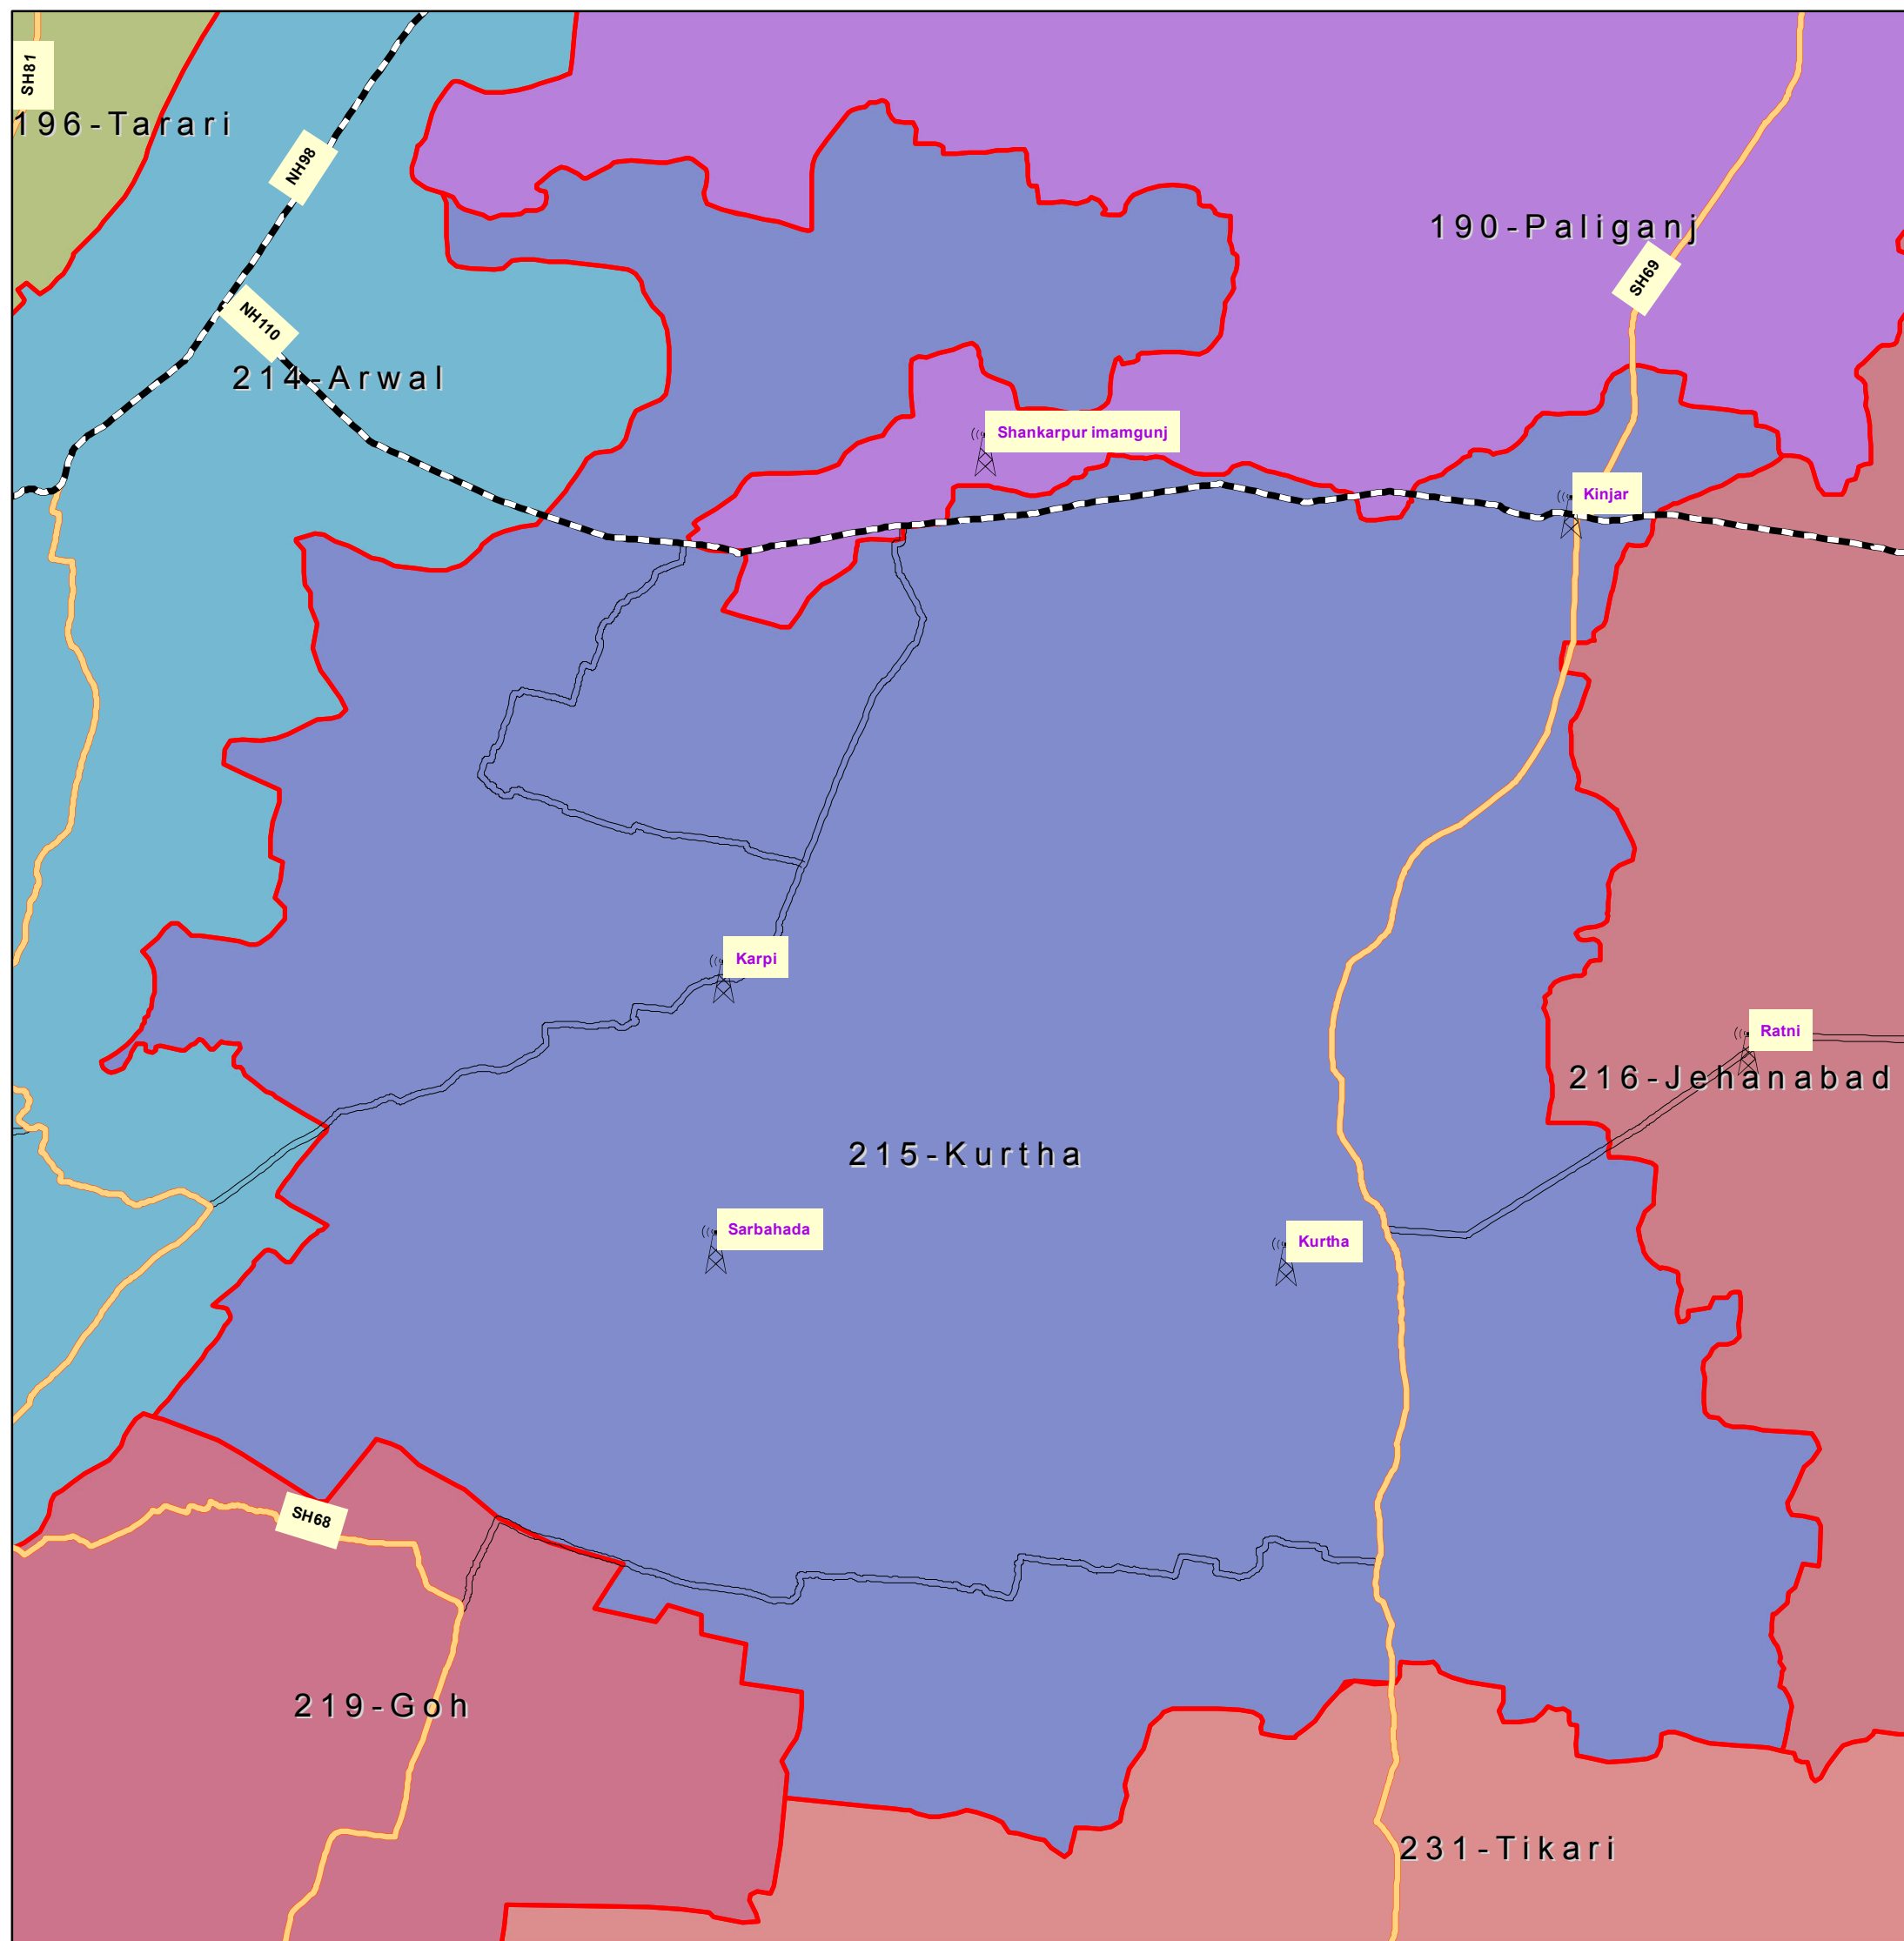 SH81
196-Tarari
NH98
190-Paliganj
SH69
NH110
214-Arwal
Shankarpur imamgunj
Kinjar
Karpi
Ratni
216-Jehanabad
215-Kurtha
Sarbahada
Kurtha
SH68
219-Goh
231-Tikari